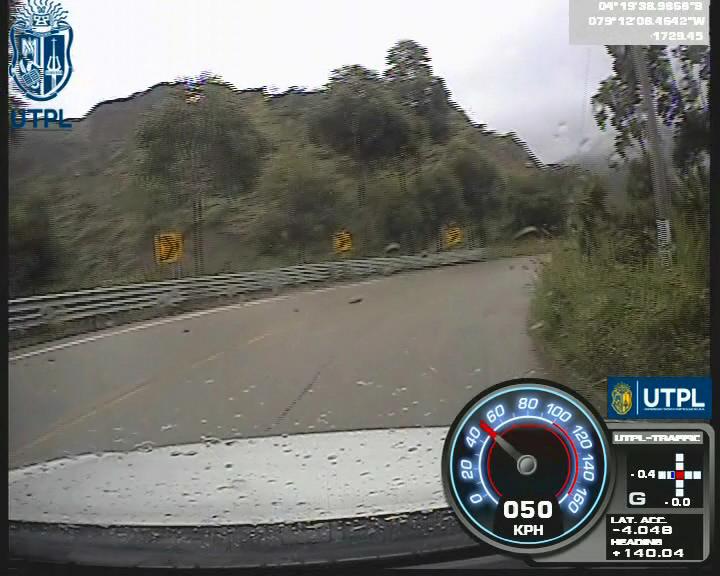 UTPL
04°19'38.9856"S
079°12'08.4642"W
1729.45
UTPL
UTPL-TRAFFIC
0 20 40 60 80 100 120 140 160
050
KPH
-0.4
G
-0.0
LAT. ACC.
-4.048
HEADING
+140.04